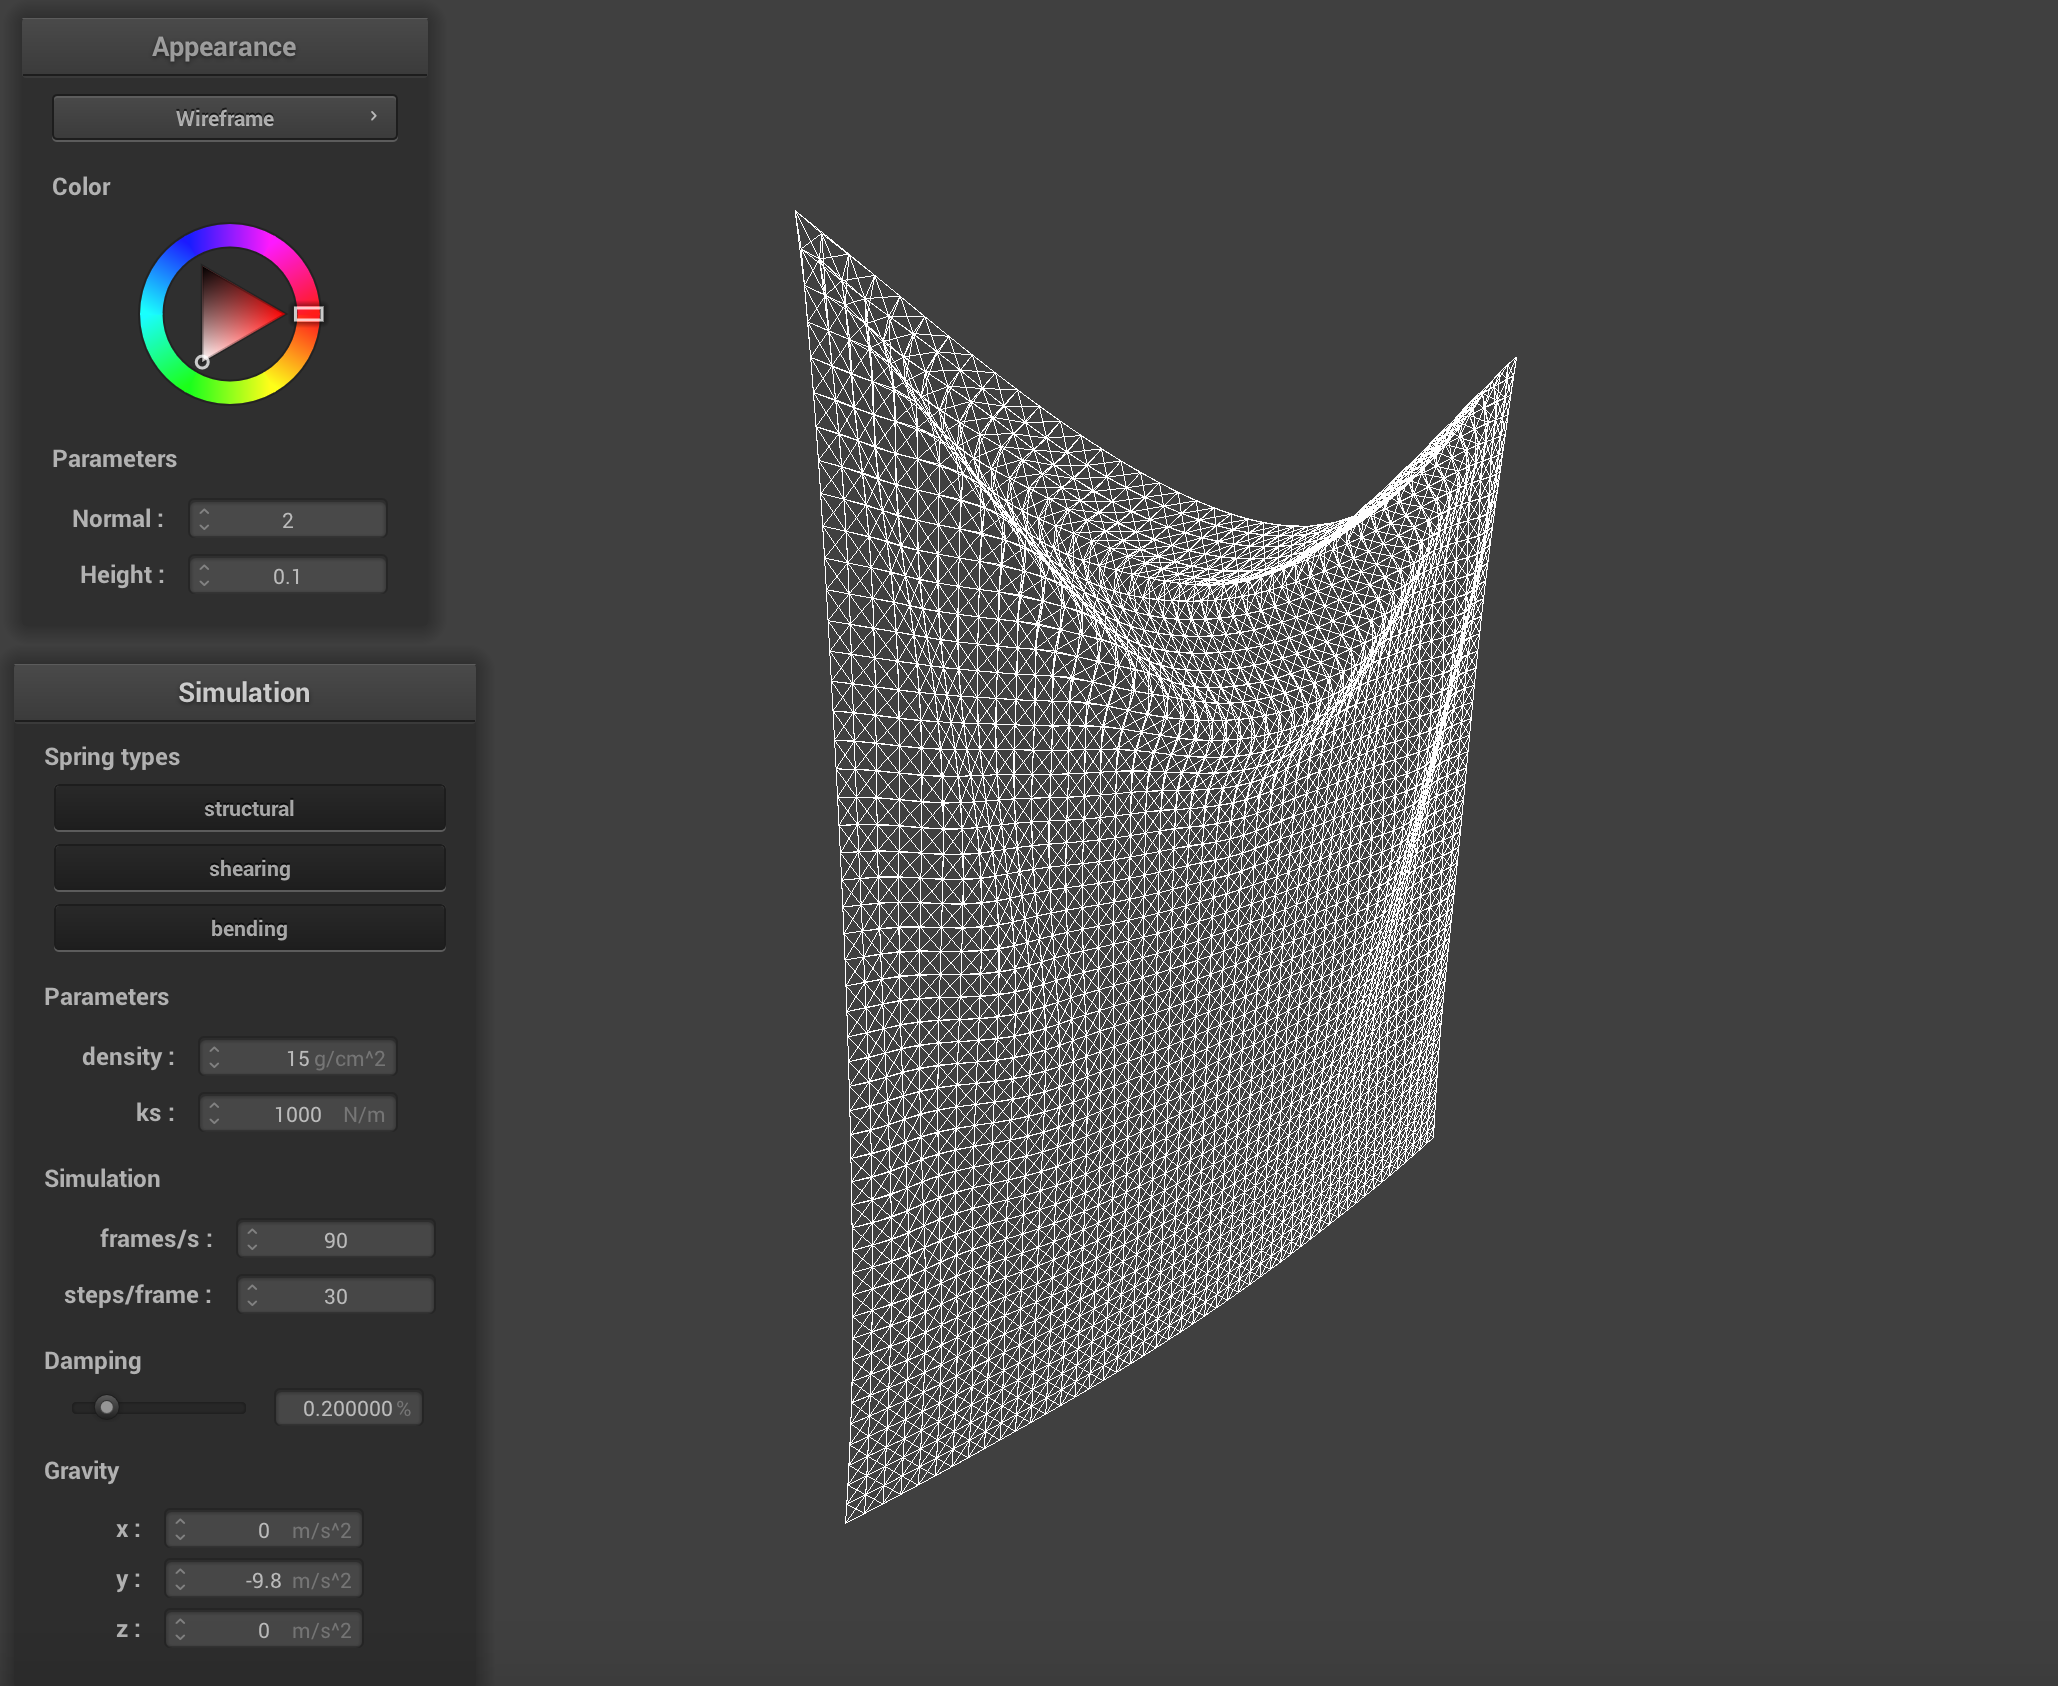 Appearance
Wireframe
Color
Parameters
Normal : 2
Height : 0.1
Simulation
Spring types
structural
shearing
bending
Parameters
density : 15 g/cm^2
ks : 1000 N/m
Simulation
frames/s : 90
steps/frame : 30
Damping
0.200000 %
Gravity
x : 0 m/s^2
y : -9.8 m/s^2
z : 0 m/s^2